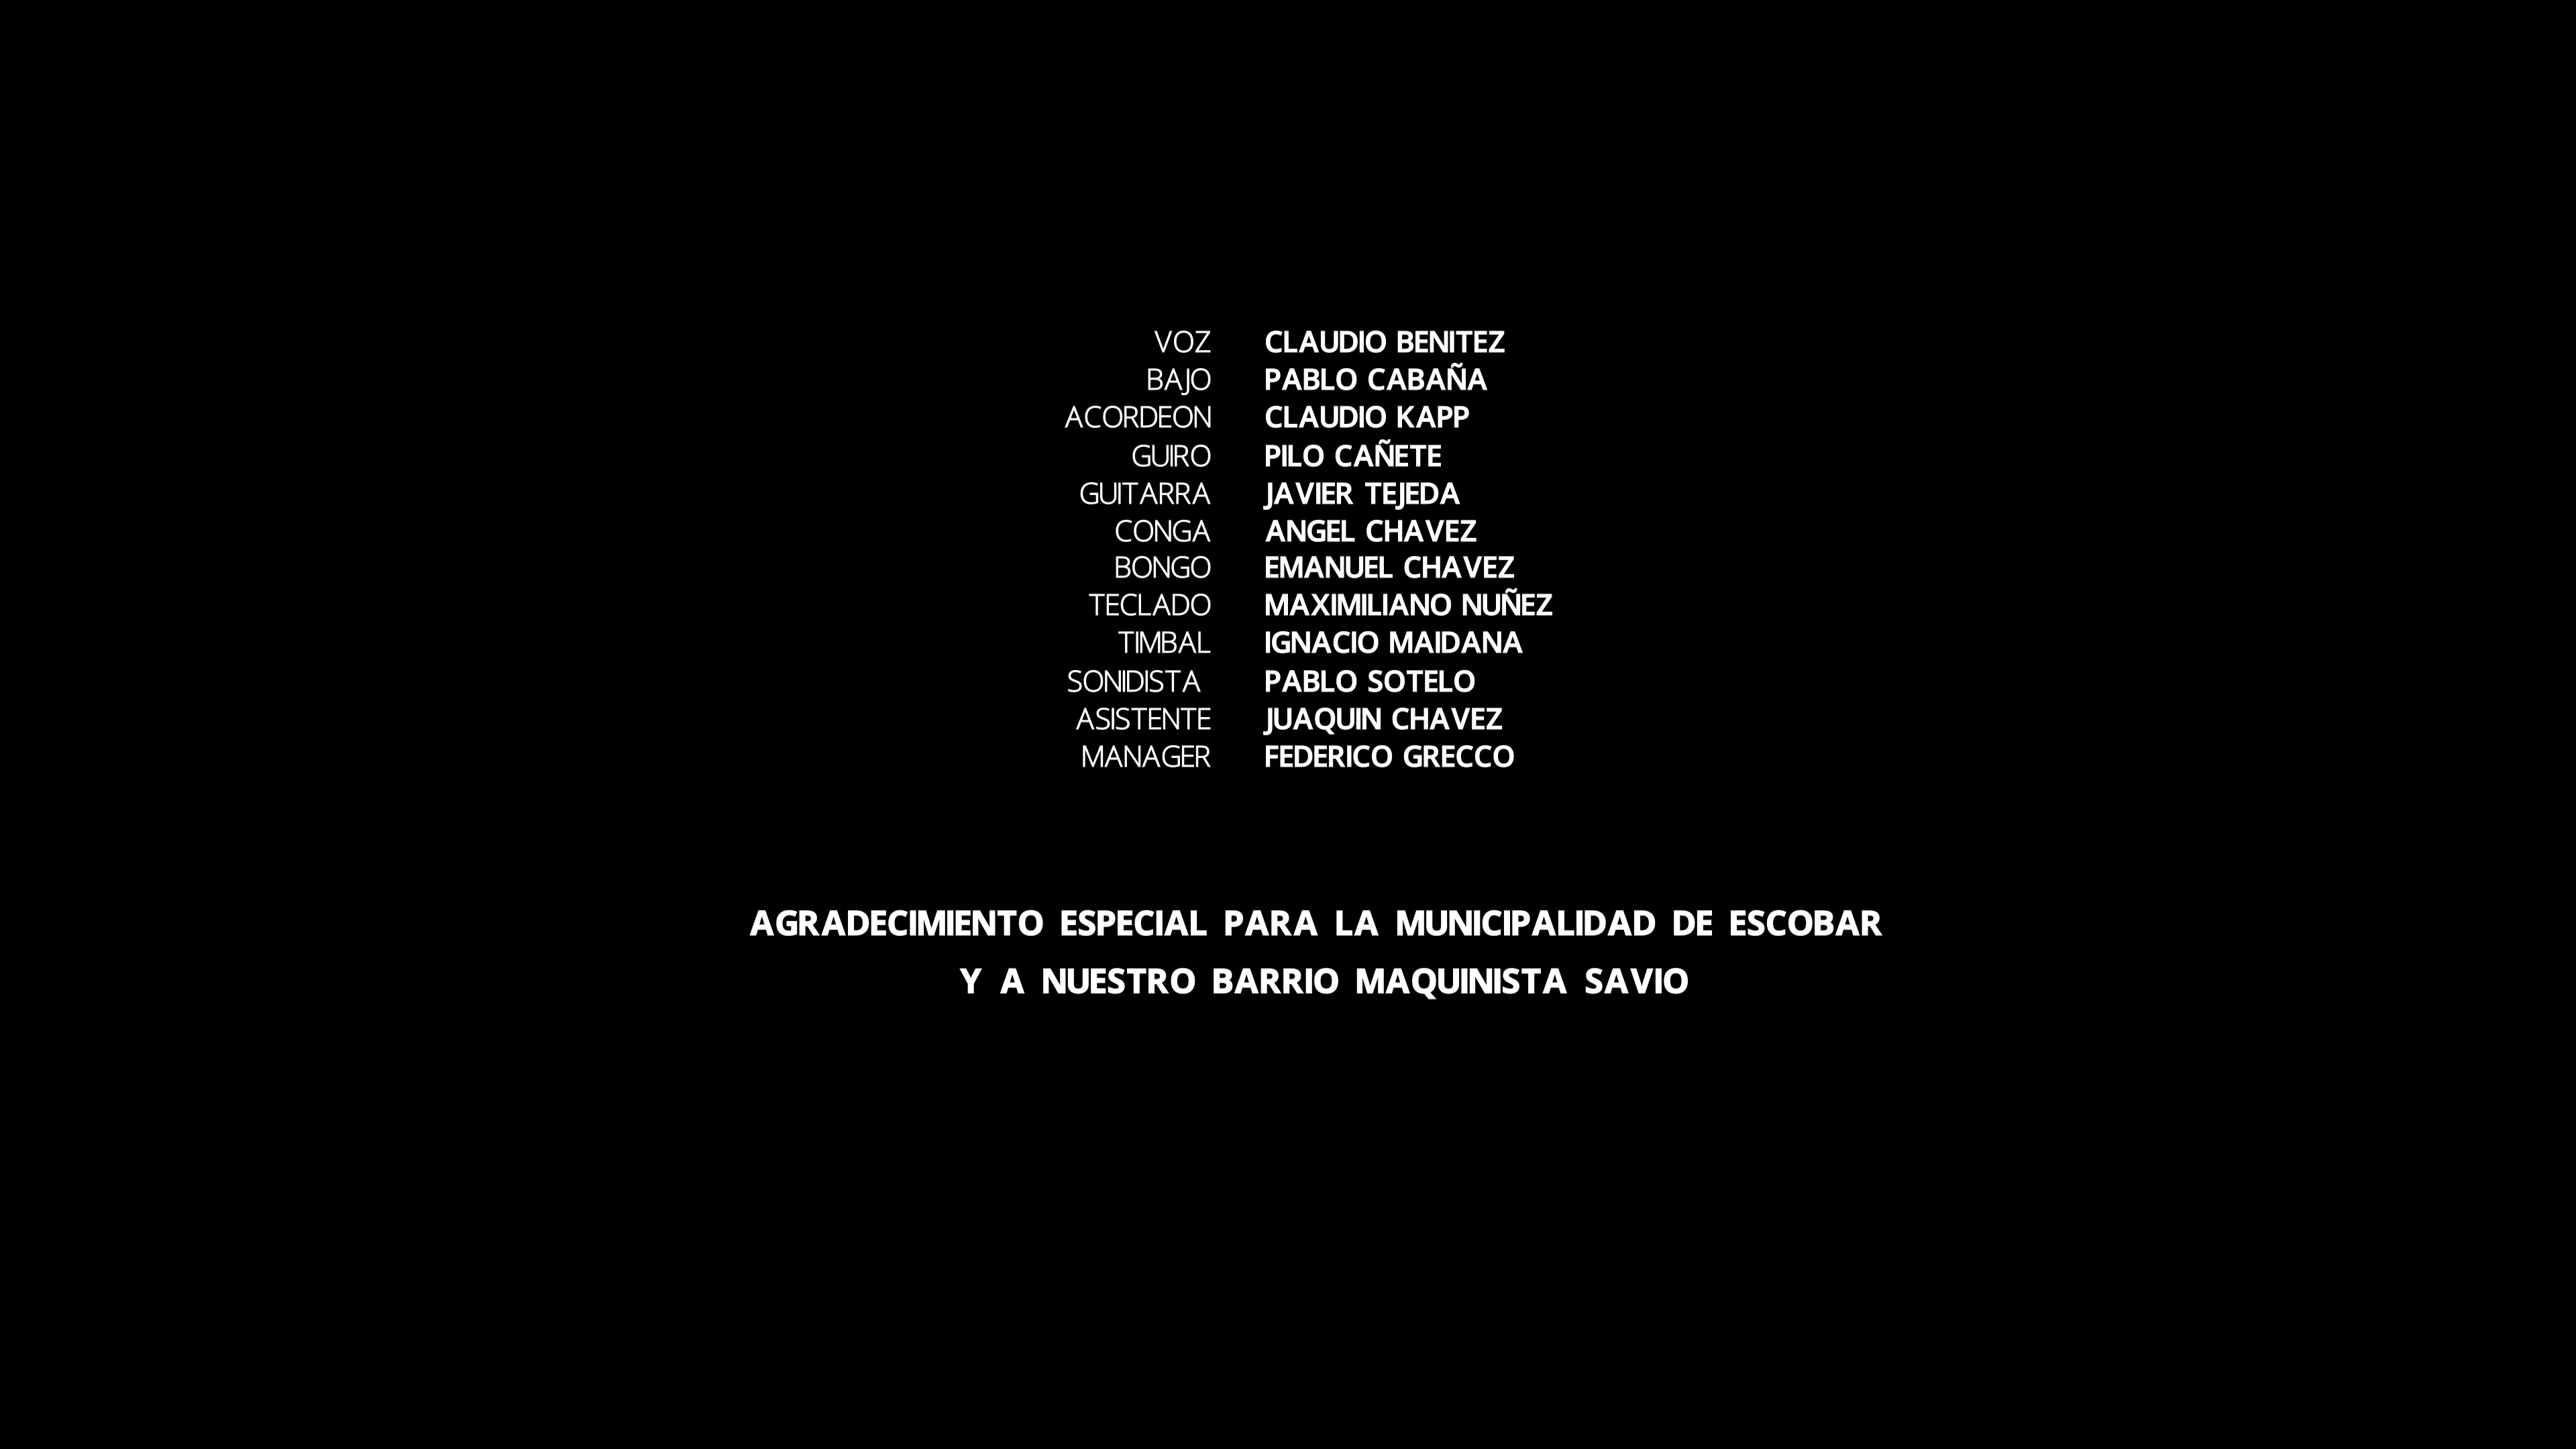 VOZ CLAUDIO BENITEZ
BAJO PABLO CABAÑA
ACORDEON CLAUDIO KAPP
GUIRO PILO CAÑETE
GUITARRA JAVIER TEJEDA
CONGA ANGEL CHAVEZ
BONGO EMANUEL CHAVEZ
TECLADO MAXIMILIANO NUÑEZ
TIMBAL IGNACIO MAIDANA
SONIDISTA PABLO SOTELO
ASISTENTE JUAQUIN CHAVEZ
MANAGER FEDERICO GRECCO
AGRADECIMIENTO ESPECIAL PARA LA MUNICIPALIDAD DE ESCOBAR
Y A NUESTRO BARRIO MAQUINISTA SAVIO